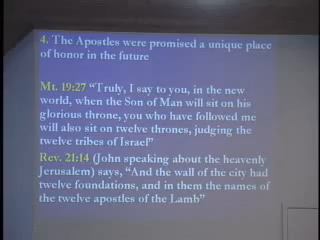 4. The Apostles were promised a unique place
of honor in the future
Mt. 19:27 “Truly, I say to you, in the new
world, when the Son of Man will sit on his
glorious throne, you who have followed me
will also sit on twelve thrones, judging the
twelve tribes of Israel”
Rev. 21:14 (John speaking about the heavenly
Jerusalem) says, “And the wall of the city had
twelve foundations, and in them the names of
the twelve apostles of the Lamb”